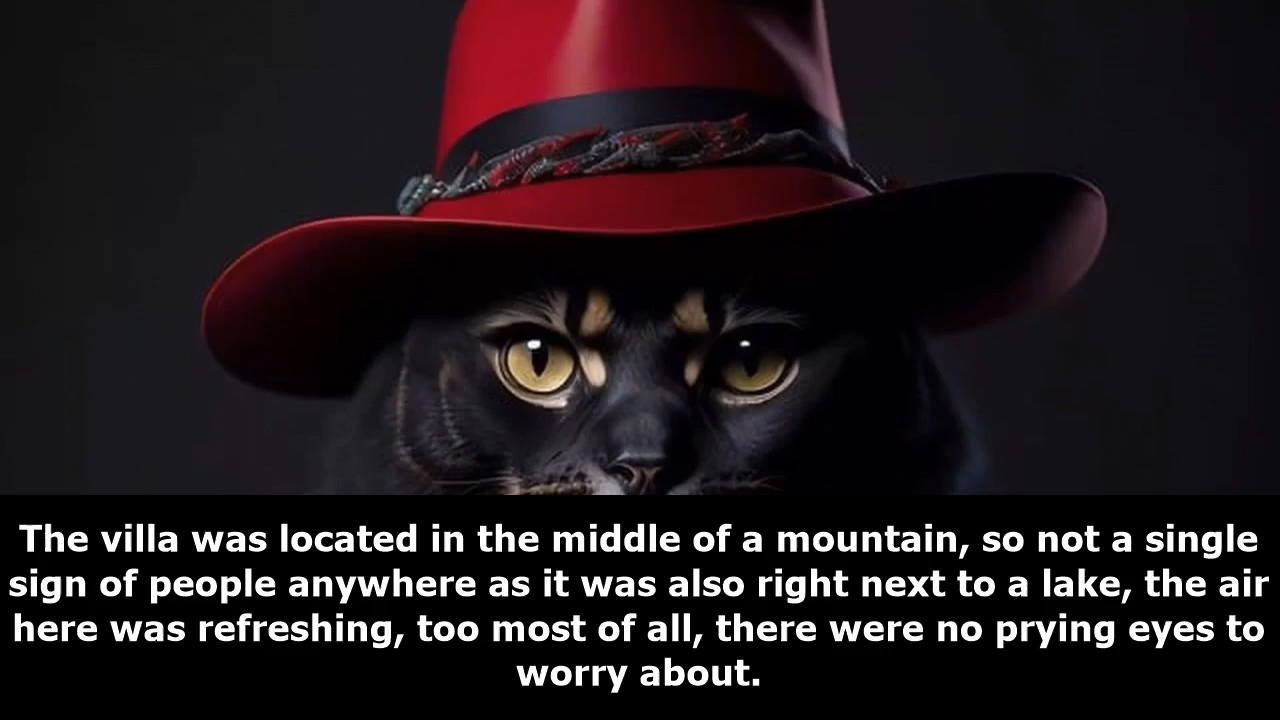 The villa was located in the middle of a mountain, so not a single
sign of people anywhere as it was also right next to a lake, the air
here was refreshing, too most of all, there were no prying eyes to
worry about.